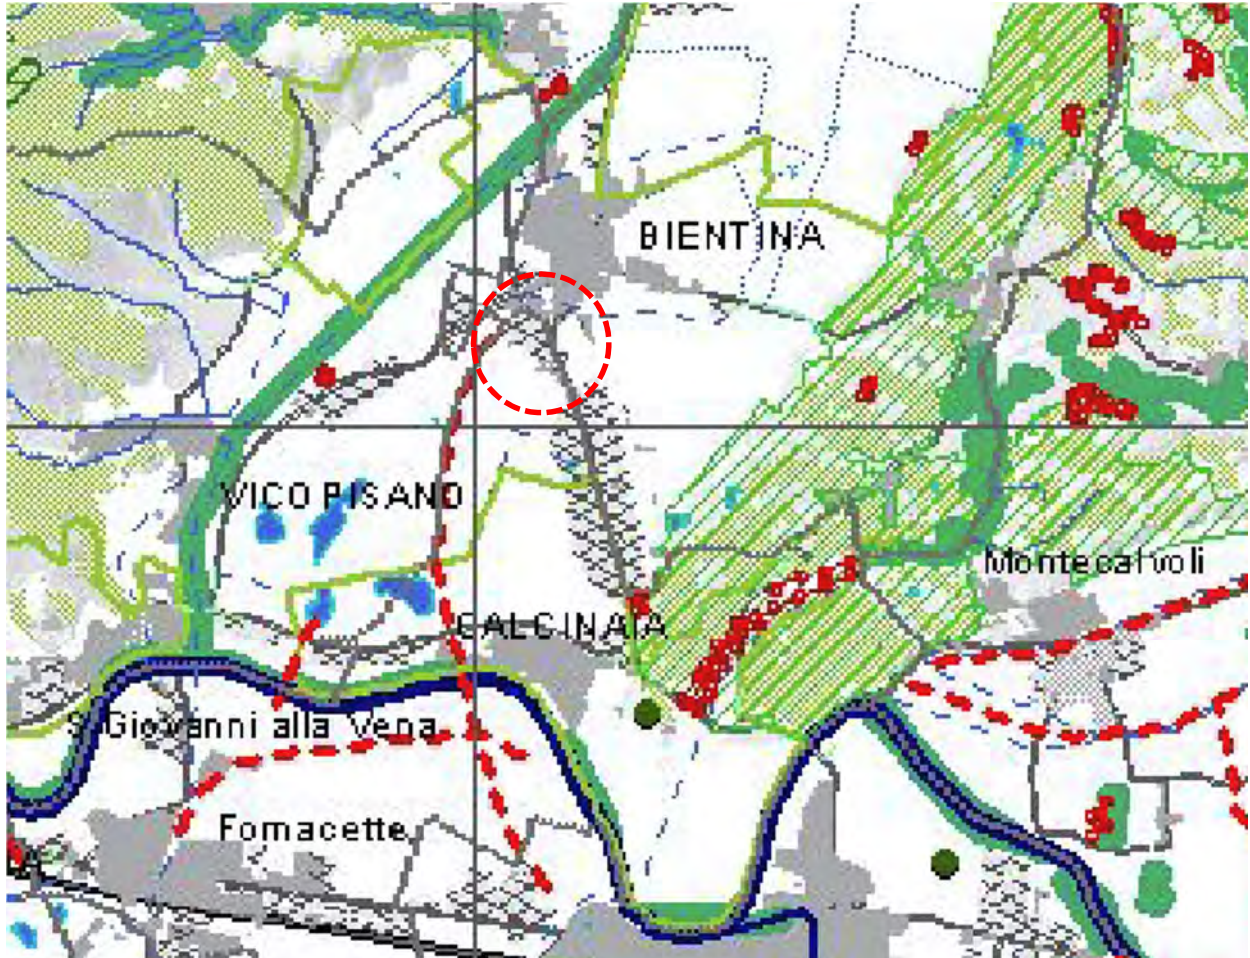 BIENTINA
VICO PISANO
Montecalvoli
CALCINAIA
S. Giovanni alla Vena
Fornacette